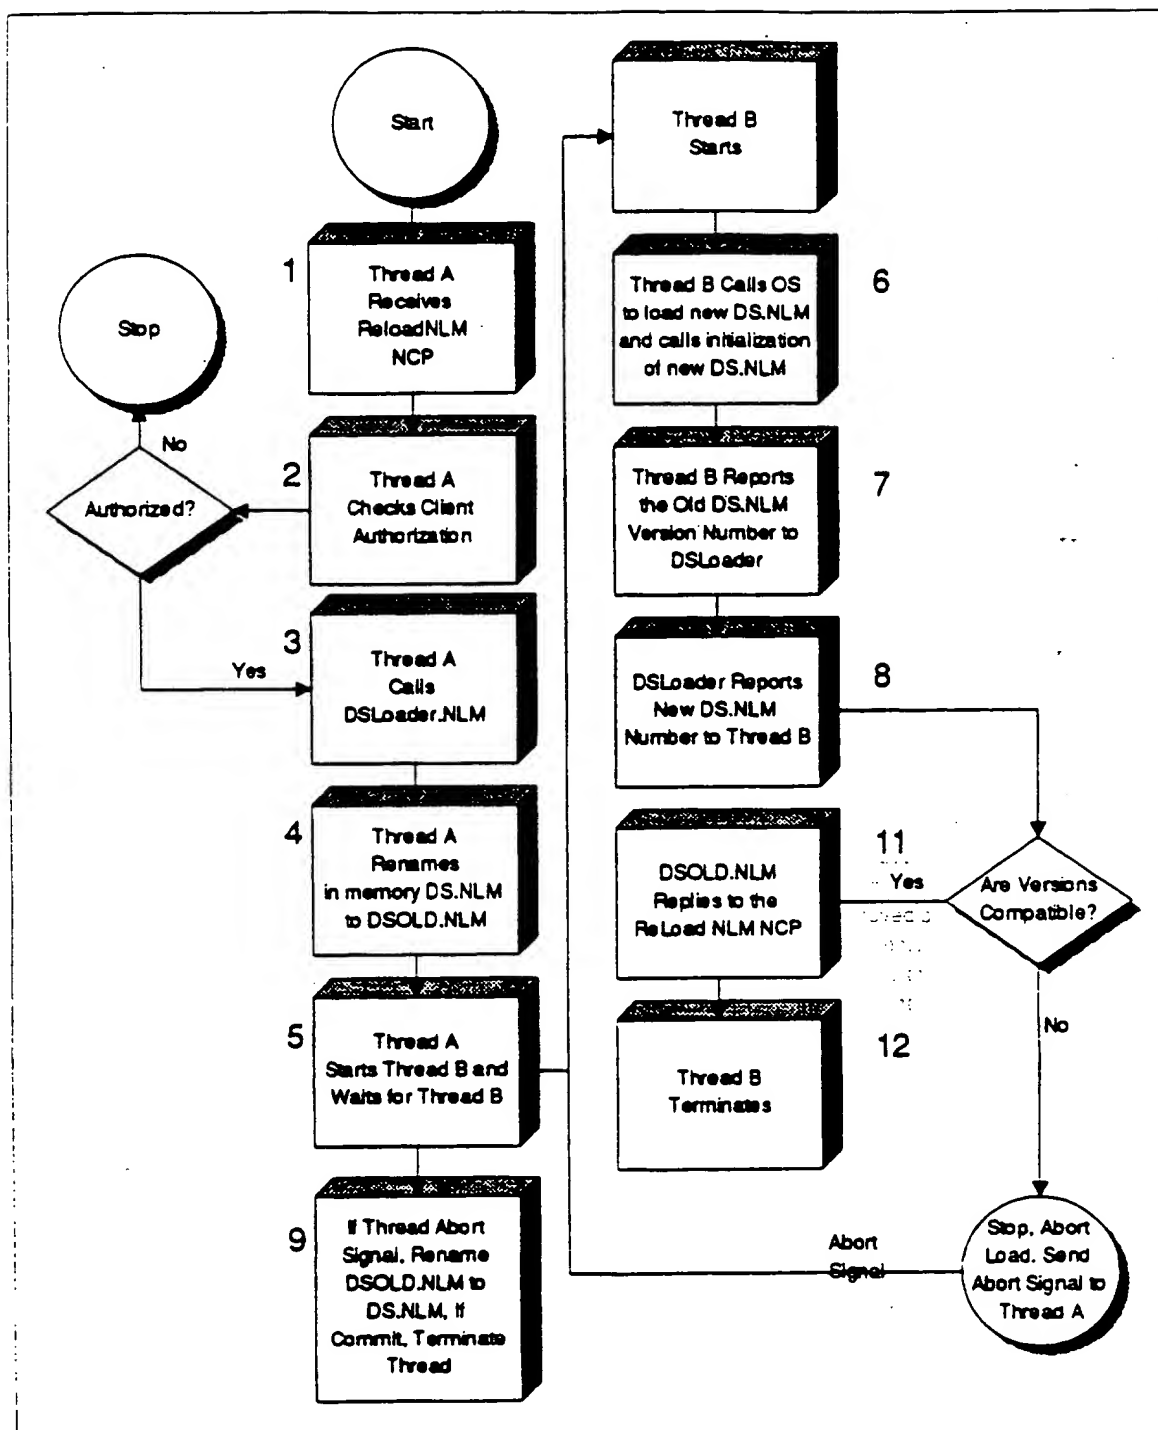 Start
1
Thread A
Receives
ReloadNLM
NCP
Stop
No
Authorized?
2
Thread A
Checks Client
Authorization
Yes
3
Thread A
Calls
DSLoader.NLM
4
Thread A
Renames
in memory DS.NLM
to DSOLD.NLM
5
Thread A
Starts Thread B and
Waits for Thread B
9
If Thread Abort
Signal, Rename
DSOLD.NLM to
DS.NLM, If
Commit, Terminate
Thread
Thread B
Starts
6
Thread B Calls OS
to load new DS.NLM
and calls initialization
of new DS.NLM
7
Thread B Reports
the Old DS.NLM
Version Number to
DSLoader
8
DSLoader Reports
New DS.NLM
Number to Thread B
Are Versions
Compatible?
11
Yes
DSOLD.NLM
Replies to the
ReLoad NLM NCP
12
Thread B
Terminates
No
Stop, Abort
Load. Send
Abort Signal to
Thread A
Abort
Signal